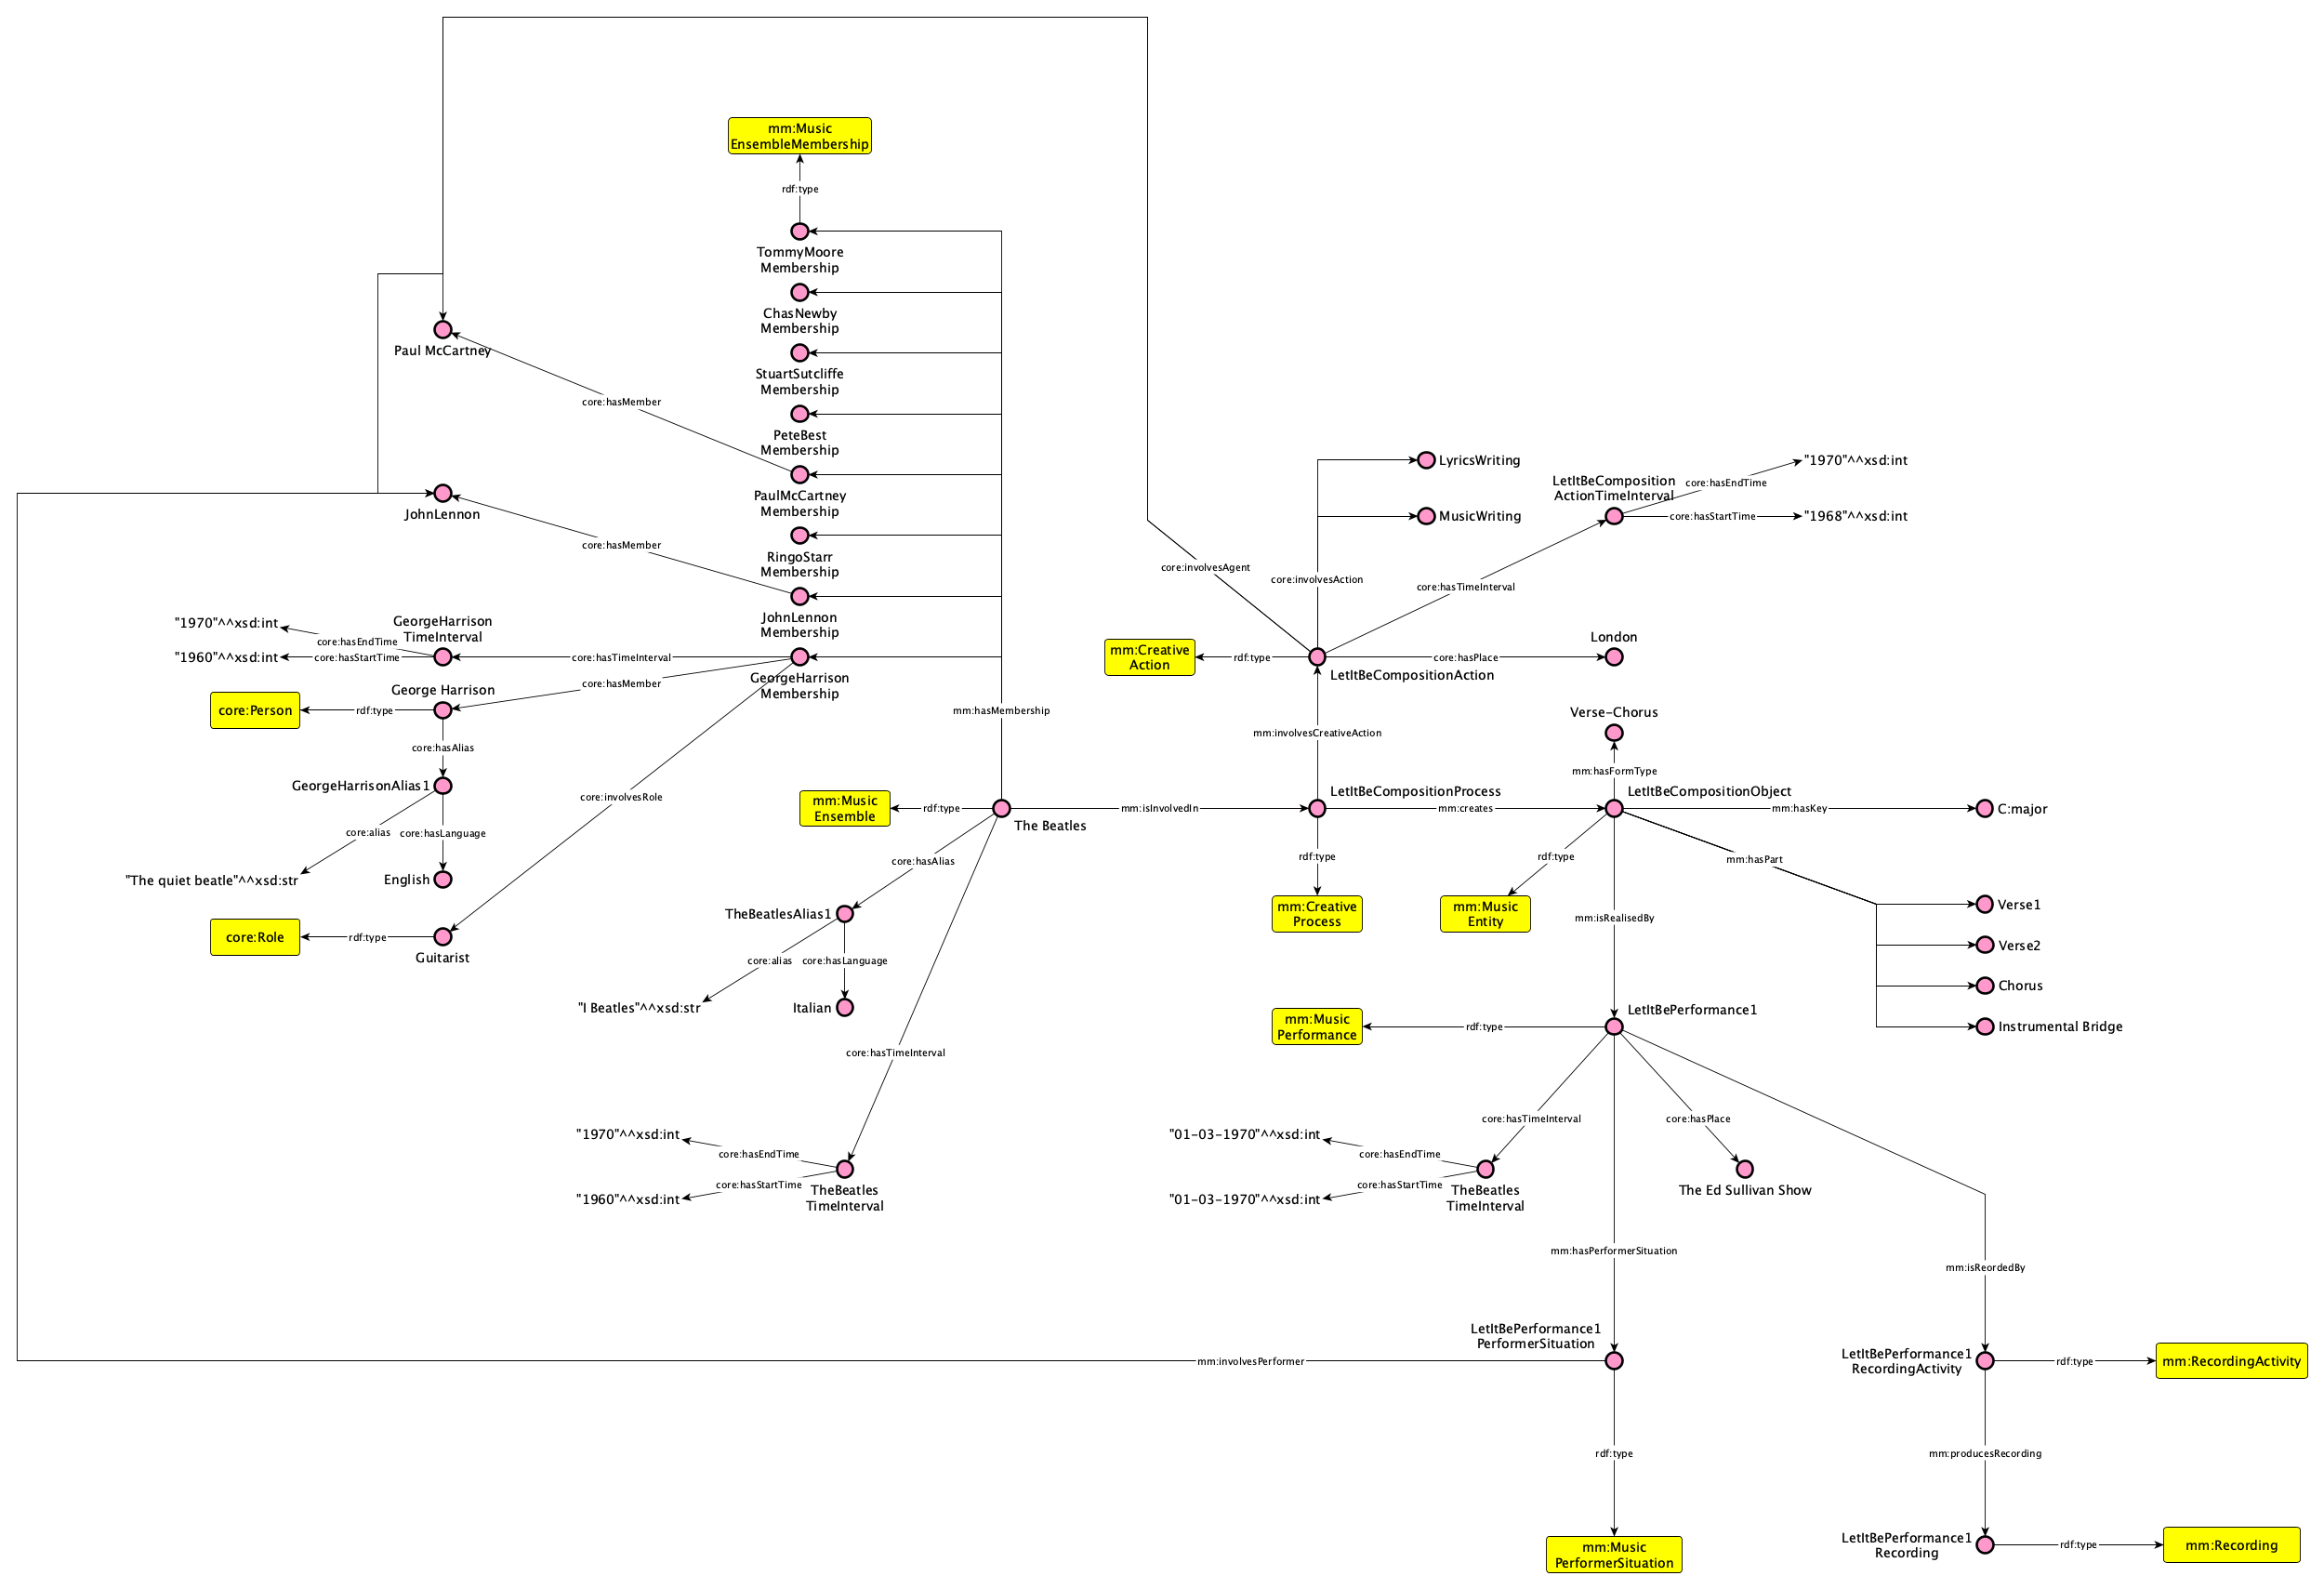 mm:Music
EnsembleMembership
rdf:type
TommyMoore
Membership
ChasNewby
Membership
StuartSutcliffe
Membership
PeteBest
Membership
PaulMcCartney
Membership
RingoStarr
Membership
JohnLennon
Membership
GeorgeHarrison
Membership
Paul McCartney
core:hasMember
JohnLennon
core:hasMember
"1970"^^xsd:int
core:hasEndTime
GeorgeHarrison
TimeInterval
"1960"^^xsd:int
core:hasStartTime
core:hasTimeInterval
core:hasMember
George Harrison
core:Person
rdf:type
core:hasAlias
GeorgeHarrisonAlias1
core:alias
core:hasLanguage
"The quiet beatle"^^xsd:str
English
core:involvesRole
core:Role
rdf:type
Guitarist
mm:hasMembership
mm:Music
Ensemble
rdf:type
The Beatles
mm:isInvolvedIn
core:hasAlias
TheBeatlesAlias1
core:alias
core:hasLanguage
"I Beatles"^^xsd:str
Italian
core:hasTimeInterval
"1970"^^xsd:int
core:hasEndTime
core:hasStartTime
"1960"^^xsd:int
TheBeatles
TimeInterval
LyricsWriting
MusicWriting
core:involvesAgent
core:involvesAction
LetItBeComposition
ActionTimeInterval
core:hasEndTime
"1970"^^xsd:int
core:hasStartTime
"1968"^^xsd:int
core:hasTimeInterval
mm:Creative
Action
rdf:type
core:hasPlace
London
LetItBeCompositionAction
mm:involvesCreativeAction
Verse-Chorus
mm:hasFormType
LetItBeCompositionProcess
mm:creates
LetItBeCompositionObject
mm:hasKey
C:major
rdf:type
mm:Creative
Process
rdf:type
mm:Music
Entity
mm:hasPart
Verse1
Verse2
Chorus
Instrumental Bridge
mm:isRealisedBy
LetItBePerformance1
mm:Music
Performance
rdf:type
core:hasTimeInterval
core:hasPlace
"01-03-1970"^^xsd:int
core:hasEndTime
core:hasStartTime
"01-03-1970"^^xsd:int
TheBeatles
TimeInterval
The Ed Sullivan Show
mm:hasPerformerSituation
mm:isReordedBy
LetItBePerformance1
PerformerSituation
mm:involvesPerformer
LetItBePerformance1
RecordingActivity
rdf:type
mm:RecordingActivity
rdf:type
mm:producesRecording
mm:Music
PerformerSituation
LetItBePerformance1
Recording
rdf:type
mm:Recording